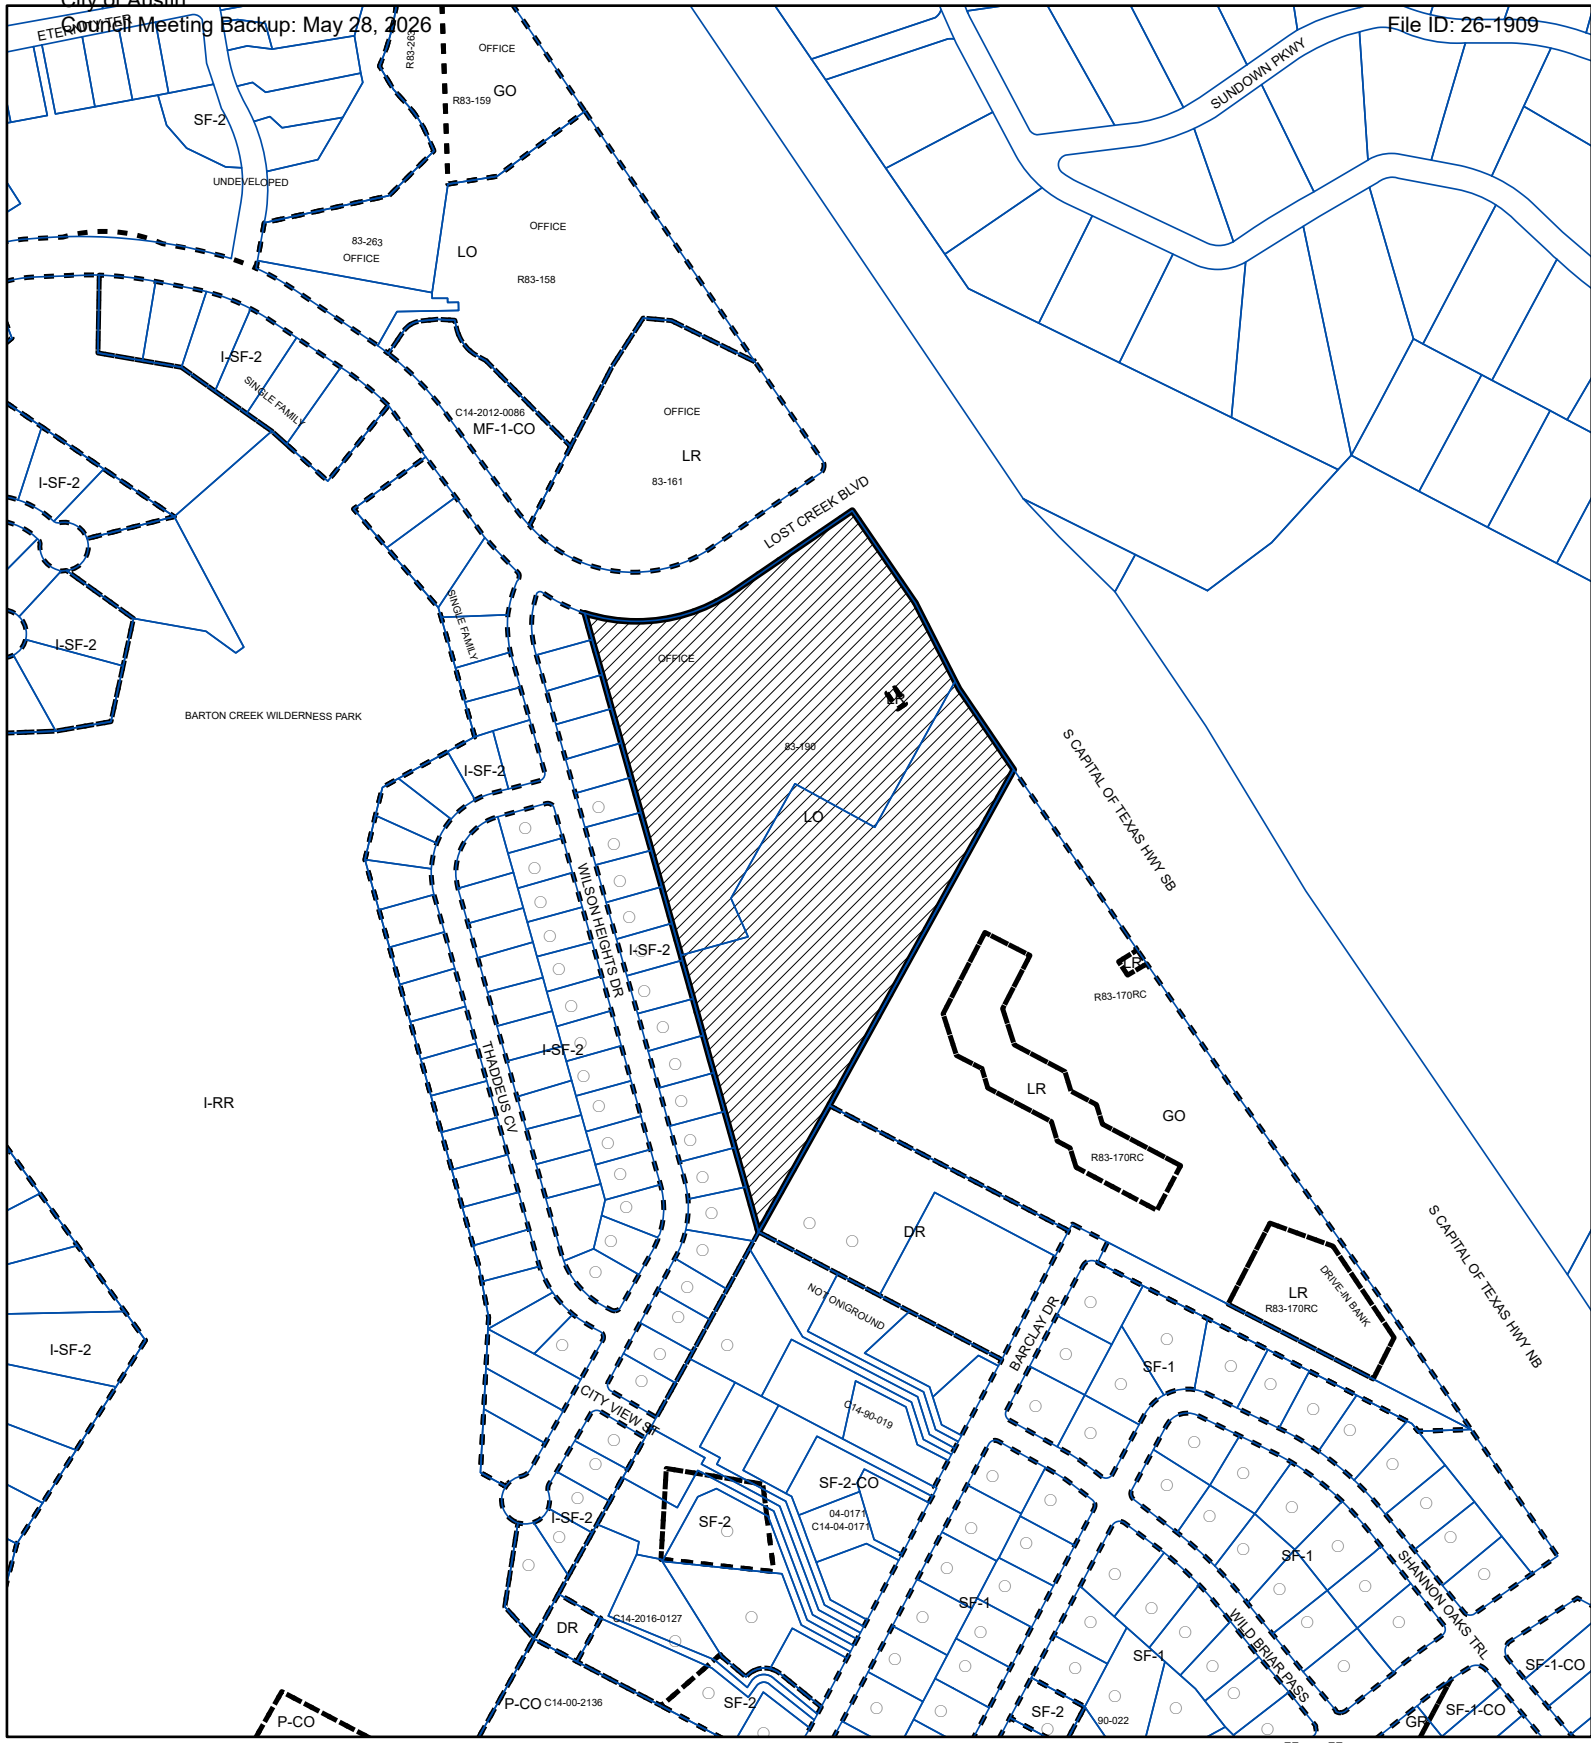 City of Austin
Council Meeting Backup: May 28, 2026
File ID: 26-1909
R83-263
OFFICE
GO
R83-159
SUNDOWN PKWY
SF-2
UNDEVELOPED
OFFICE
83-263
OFFICE
LO
R83-158
I-SF-2
SINGLE FAMILY
C14-2012-0086
MF-1-CO
OFFICE
LR
83-161
I-SF-2
LOST CREEK BLVD
SINGLE FAMILY
I-SF-2
OFFICE
LR
BARTON CREEK WILDERNESS PARK
83-190
I-SF-2
S CAPITAL OF TEXAS HWY SB
LO
WILSON HEIGHTS DR
I-SF-2
LR
R83-170RC
I-SF-2
THADDEUS CV
LR
I-RR
GO
R83-170RC
DR
S CAPITAL OF TEXAS HWY NB
NOT ON GROUND
LR
R83-170RC
DRIVE-IN BANK
BARCLAY DR
I-SF-2
SF-1
CITY VIEW ST
C14-90-019
SF-2-CO
04-0171
C14-04-0171
I-SF-2
SF-2
SF-1
SHANNON OAKS TRL
SF-1
C14-2016-0127
DR
WILD BRIAR PASS
SF-1
SF-1-CO
P-CO
P-CO
C14-00-2136
SF-2
SF-2
90-022
GR
SF-1-CO